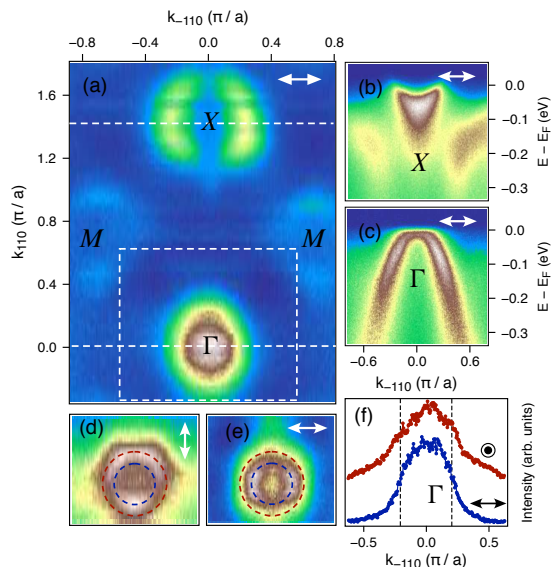 k₋₁₁₀ (π / a)
-0.8 -0.4 0.0 0.4 0.8
(a)
X
M M
Γ
k₁₁₀ (π / a)
1.6
1.2
0.8
0.4
0.0
(b)
X
0.0
-0.1
-0.2
-0.3
E − E_F (eV)
(c)
Γ
0.0
-0.1
-0.2
-0.3
E − E_F (eV)
-0.6 0.0 0.6
k₋₁₁₀ (π / a)
(d)
(e)
(f)
Γ
Intensity (arb. units)
-0.5 0.0 0.5
k₋₁₁₀ (π / a)